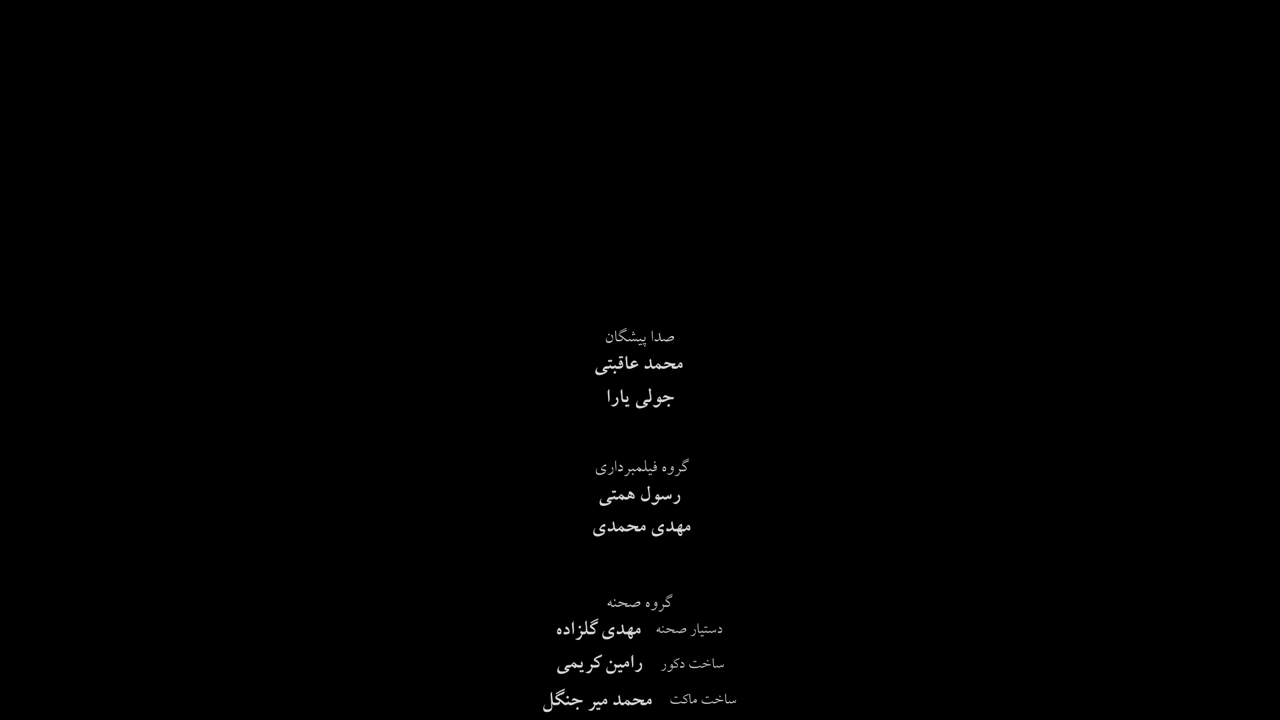 صدا پیشگان
محمد عاقبتی
جولی یارا
گروه فیلمبرداری
رسول همتی
مهدی محمدی
گروه صحنه
دستیار صحنه مهدی گلزاده
ساخت دکور رامین کریمی
ساخت ماکت محمد میر جنگل